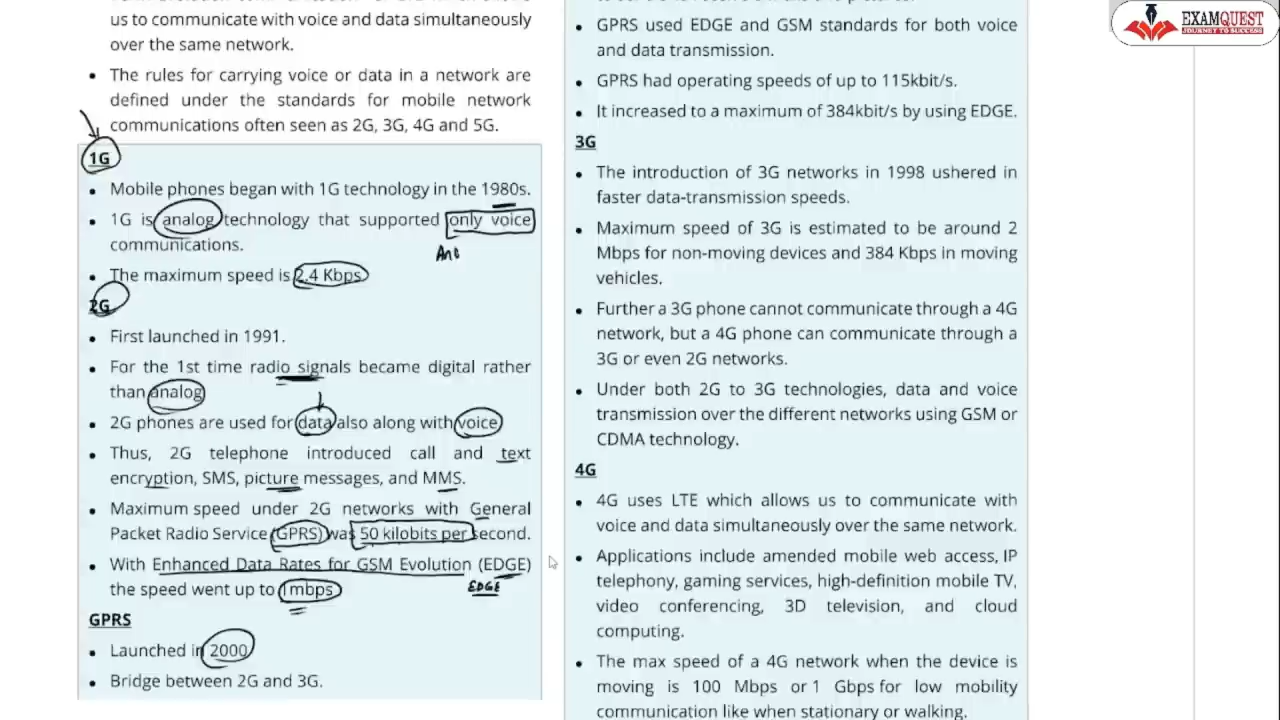 us to communicate with voice and data simultaneously
over the same network.
• The rules for carrying voice or data in a network are
defined under the standards for mobile network
communications often seen as 2G, 3G, 4G and 5G.
1G
• Mobile phones began with 1G technology in the 1980s.
• 1G is analog technology that supported only voice
communications.
Ana
• The maximum speed is 2.4 Kbps
2G
• First launched in 1991.
• For the 1st time radio signals became digital rather
than analog
• 2G phones are used for data also along with voice
• Thus, 2G telephone introduced call and text
encryption, SMS, picture messages, and MMS.
• Maximum speed under 2G networks with General
Packet Radio Service (GPRS) was 50 kilobits per second.
• With Enhanced Data Rates for GSM Evolution (EDGE)
the speed went up to 1mbps
EDGE
GPRS
• Launched in 2000
• Bridge between 2G and 3G.
• GPRS used EDGE and GSM standards for both voice
and data transmission.
• GPRS had operating speeds of up to 115kbit/s.
• It increased to a maximum of 384kbit/s by using EDGE.
3G
• The introduction of 3G networks in 1998 ushered in
faster data-transmission speeds.
• Maximum speed of 3G is estimated to be around 2
Mbps for non-moving devices and 384 Kbps in moving
vehicles.
• Further a 3G phone cannot communicate through a 4G
network, but a 4G phone can communicate through a
3G or even 2G networks.
• Under both 2G to 3G technologies, data and voice
transmission over the different networks using GSM or
CDMA technology.
4G
• 4G uses LTE which allows us to communicate with
voice and data simultaneously over the same network.
• Applications include amended mobile web access, IP
telephony, gaming services, high-definition mobile TV,
video conferencing, 3D television, and cloud
computing.
• The max speed of a 4G network when the device is
moving is 100 Mbps or 1 Gbps for low mobility
communication like when stationary or walking.
EXAMQUEST
JOURNEY TO SUCCESS